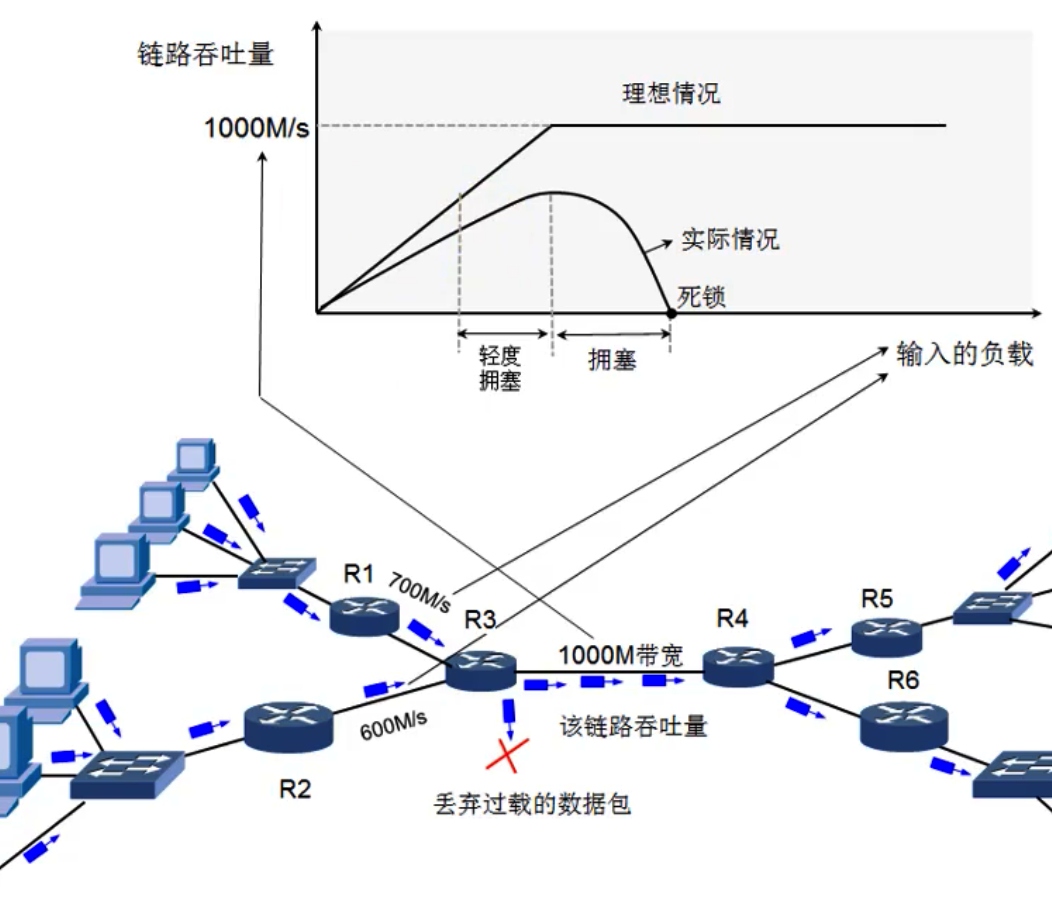 链路吞吐量
理想情况
1000M/s
实际情况
死锁
轻度
拥塞
拥塞
输入的负载
R1
700M/s
R3
R4
R5
1000M带宽
R6
600M/s
该链路吞吐量
R2
丢弃过载的数据包